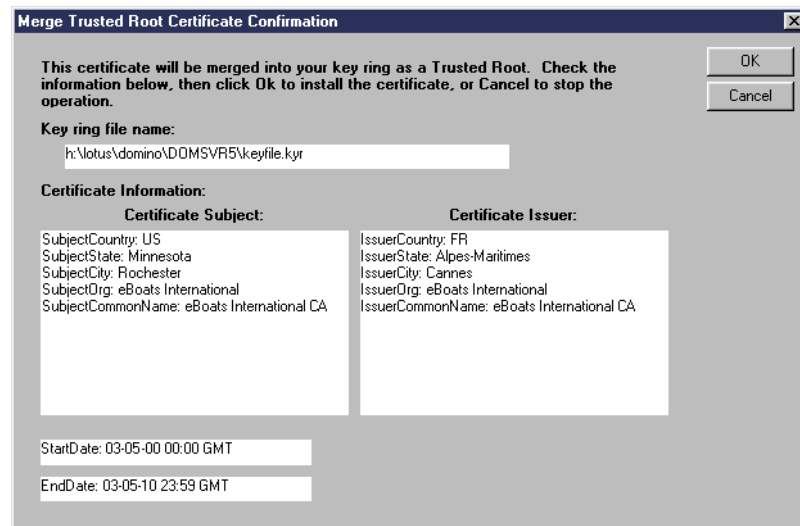 Merge Trusted Root Certificate Confirmation
This certificate will be merged into your key ring as a Trusted Root. Check the
information below, then click Ok to install the certificate, or Cancel to stop the
operation.
OK
Cancel
Key ring file name:
h:\lotus\domino\DOMSVR5\keyfile.kyr
Certificate Information:
Certificate Subject:
SubjectCountry: US
SubjectState: Minnesota
SubjectCity: Rochester
SubjectOrg: eBoats International
SubjectCommonName: eBoats International CA
Certificate Issuer:
IssuerCountry: FR
IssuerState: Alpes-Maritimes
IssuerCity: Cannes
IssuerOrg: eBoats International
IssuerCommonName: eBoats International CA
StartDate: 03-05-00 00:00 GMT
EndDate: 03-05-10 23:59 GMT